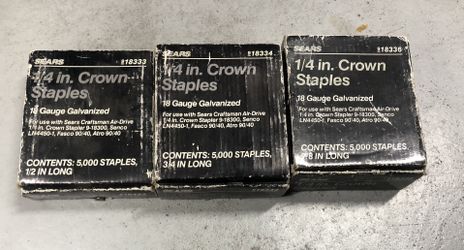 SEARS 9-18333
1/4 in. Crown
Staples
18 Gauge Galvanized
For use with Sears Craftsman Air-Drive
1/4 in. Crown Stapler 9-18300, Senco
LN4450-1, Fasco 90/40, Atro 90/40
CONTENTS: 5,000 STAPLES,
1/2 IN LONG
SEARS 9-18334
1/4 in. Crown
Staples
18 Gauge Galvanized
For use with Sears Craftsman Air-Drive
1/4 in. Crown Stapler 9-18300, Senco
LN4450-1, Fasco 90/40, Atro 90/40
CONTENTS: 5,000 STAPLES,
3/4 IN LONG
SEARS 9-18336
1/4 in. Crown
Staples
18 Gauge Galvanized
For use with Sears Craftsman Air-Drive
1/4 in. Crown Stapler 9-18300, Senco
LN4450-1, Fasco 90/40, Atro 90/40
CONTENTS: 5,000 STAPLES,
7/8 IN LONG